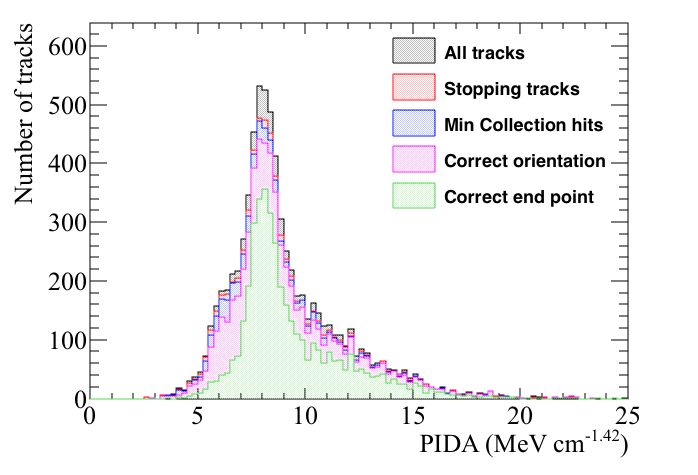 Number of tracks
600
500
400
300
200
100
0
All tracks
Stopping tracks
Min Collection hits
Correct orientation
Correct end point
0 5 10 15 20 25
PIDA (MeV cm-1.42)